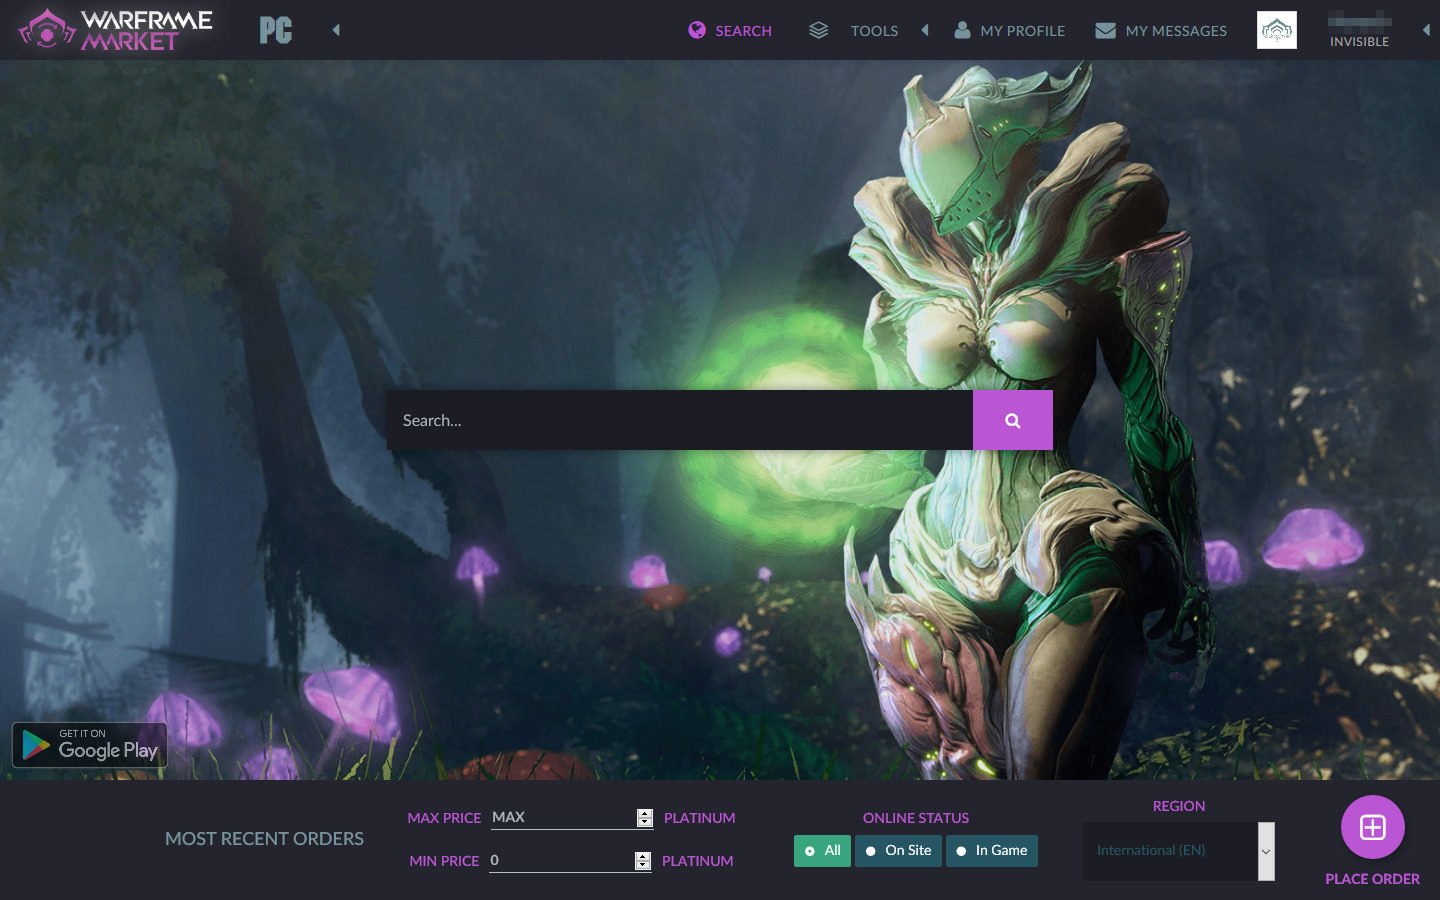 WARFRAME
MARKET
PC
SEARCH
TOOLS
MY PROFILE
MY MESSAGES
INVISIBLE
Search...
GET IT ON
Google Play
MOST RECENT ORDERS
MAX PRICE MAX PLATINUM
MIN PRICE 0 PLATINUM
ONLINE STATUS
All On Site In Game
REGION
International (EN)
PLACE ORDER